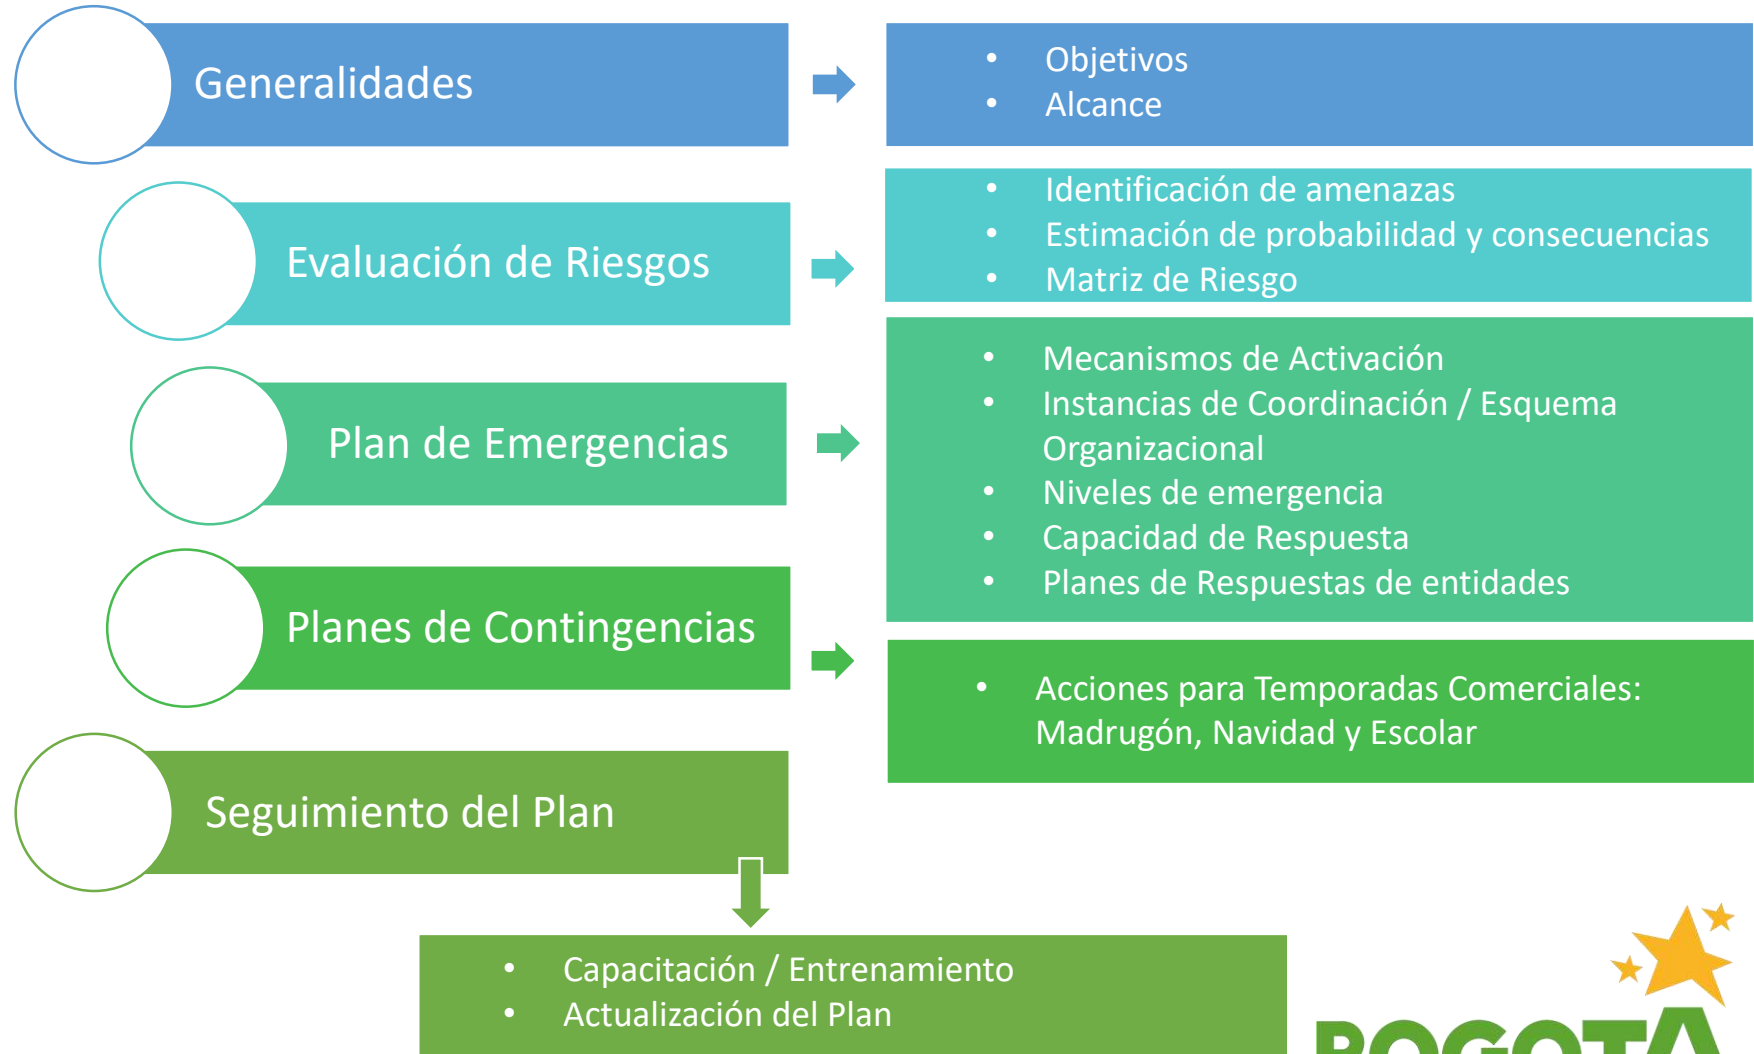 Generalidades
• Objetivos
• Alcance
Evaluación de Riesgos
• Identificación de amenazas
• Estimación de probabilidad y consecuencias
• Matriz de Riesgo
Plan de Emergencias
• Mecanismos de Activación
• Instancias de Coordinación / Esquema
Organizacional
• Niveles de emergencia
• Capacidad de Respuesta
• Planes de Respuestas de entidades
Planes de Contingencias
• Acciones para Temporadas Comerciales:
Madrugón, Navidad y Escolar
Seguimiento del Plan
• Capacitación / Entrenamiento
• Actualización del Plan
BOGOTÁ